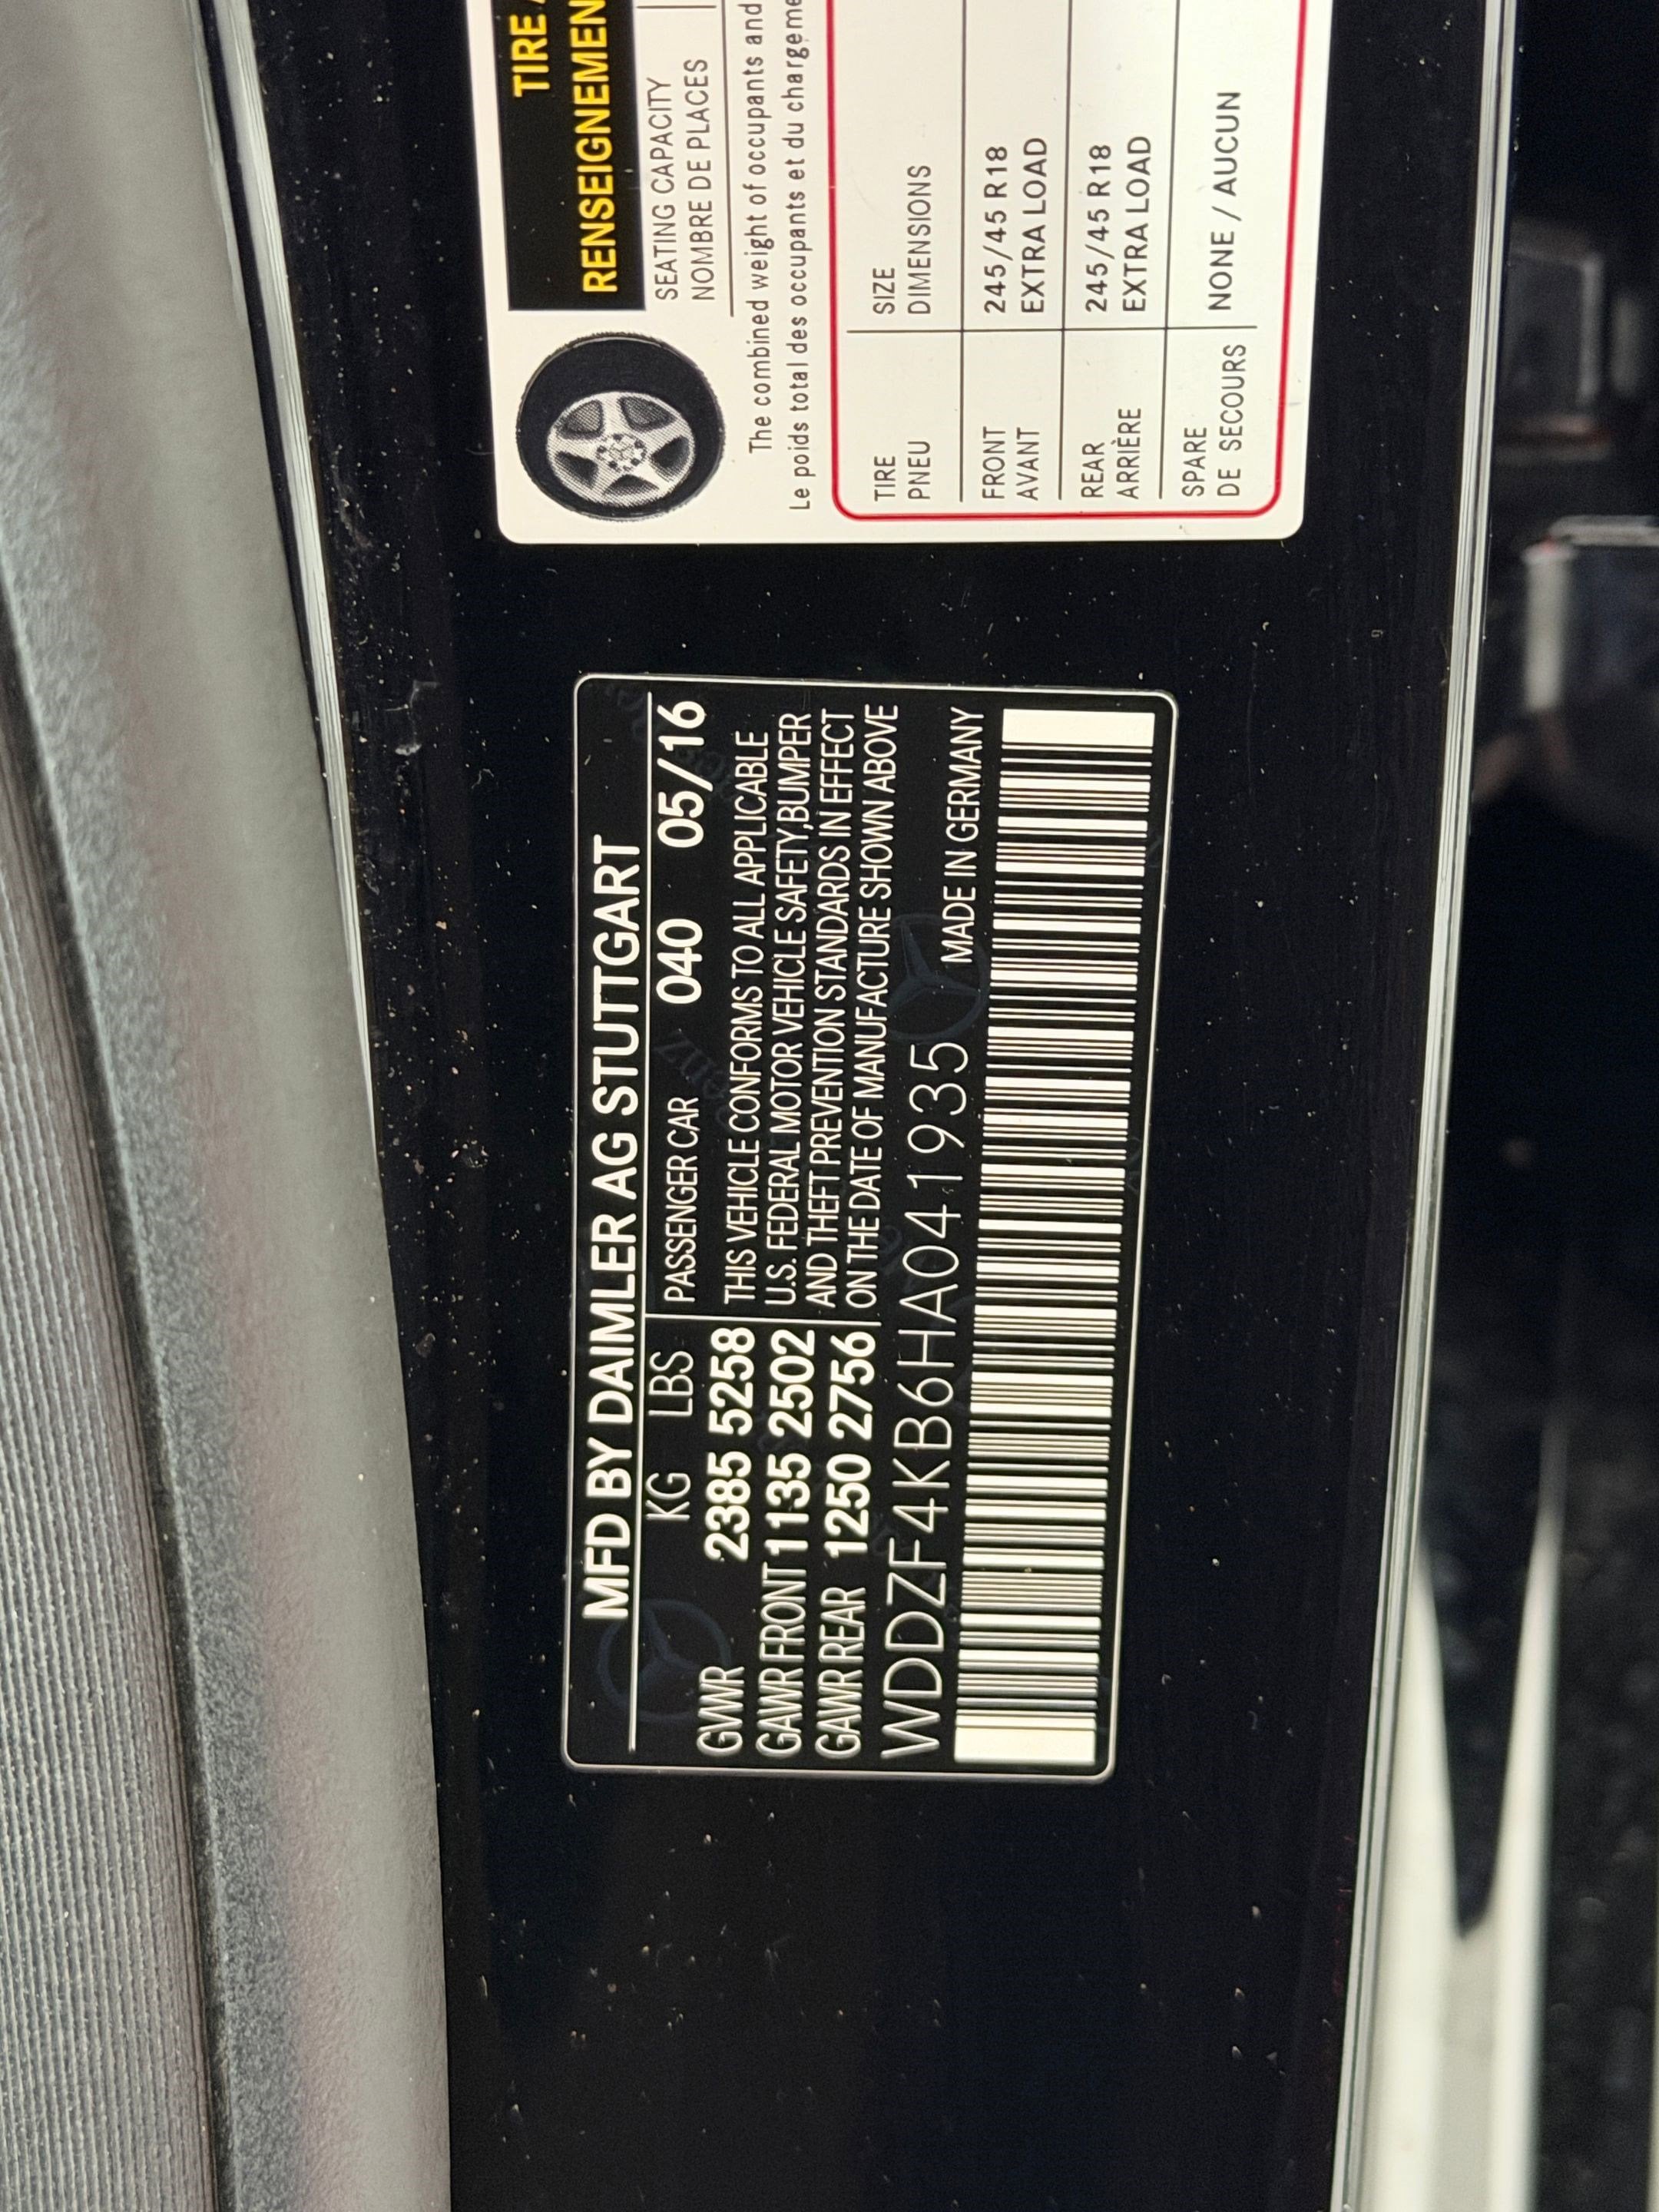 MFD BY DAIMLER AG STUTTGART
KG LBS PASSENGER CAR 040 05/16
GVWR 2385 5258
GAWR FRONT 1135 2502
GAWR REAR 1250 2756
THIS VEHICLE CONFORMS TO ALL APPLICABLE
U.S. FEDERAL MOTOR VEHICLE SAFETY,BUMPER
AND THEFT PREVENTION STANDARDS IN EFFECT
ON THE DATE OF MANUFACTURE SHOWN ABOVE
WDDZF4KB6HA041935 MADE IN GERMANY
TIRE
RENSEIGNEMEN
SEATING CAPACITY
NOMBRE DE PLACES
The combined weight of occupants and
Le poids total des occupants et du chargeme
TIRE SIZE
PNEU DIMENSIONS
FRONT 245/45 R18
AVANT EXTRA LOAD
REAR 245/45 R18
ARRIÈRE EXTRA LOAD
SPARE NONE / AUCUN
DE SECOURS